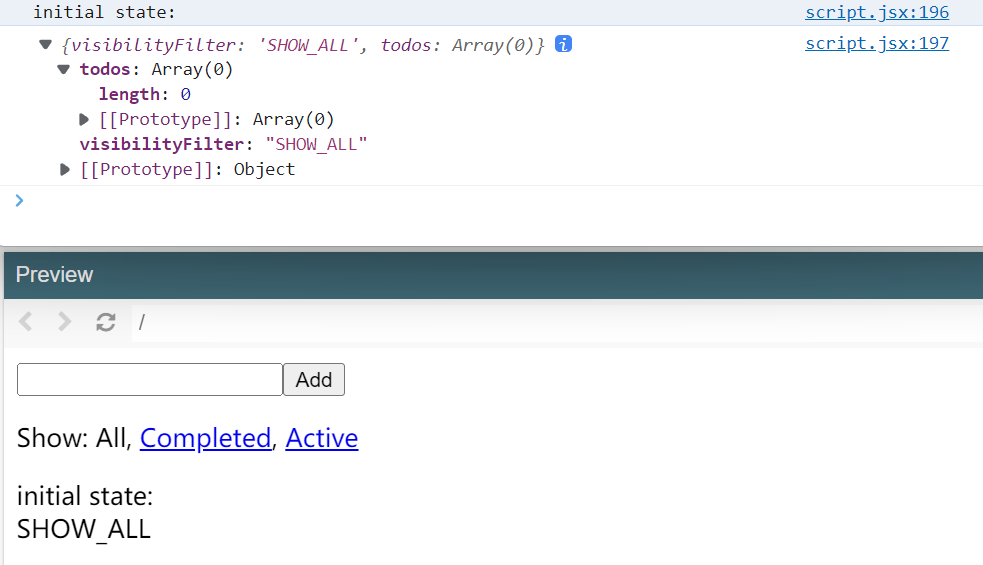 initial state: script.jsx:196
{visibilityFilter: 'SHOW_ALL', todos: Array(0)} i script.jsx:197
todos: Array(0)
length: 0
[[Prototype]]: Array(0)
visibilityFilter: "SHOW_ALL"
[[Prototype]]: Object
Preview
/
Add
Show: All, Completed, Active
initial state:
SHOW_ALL